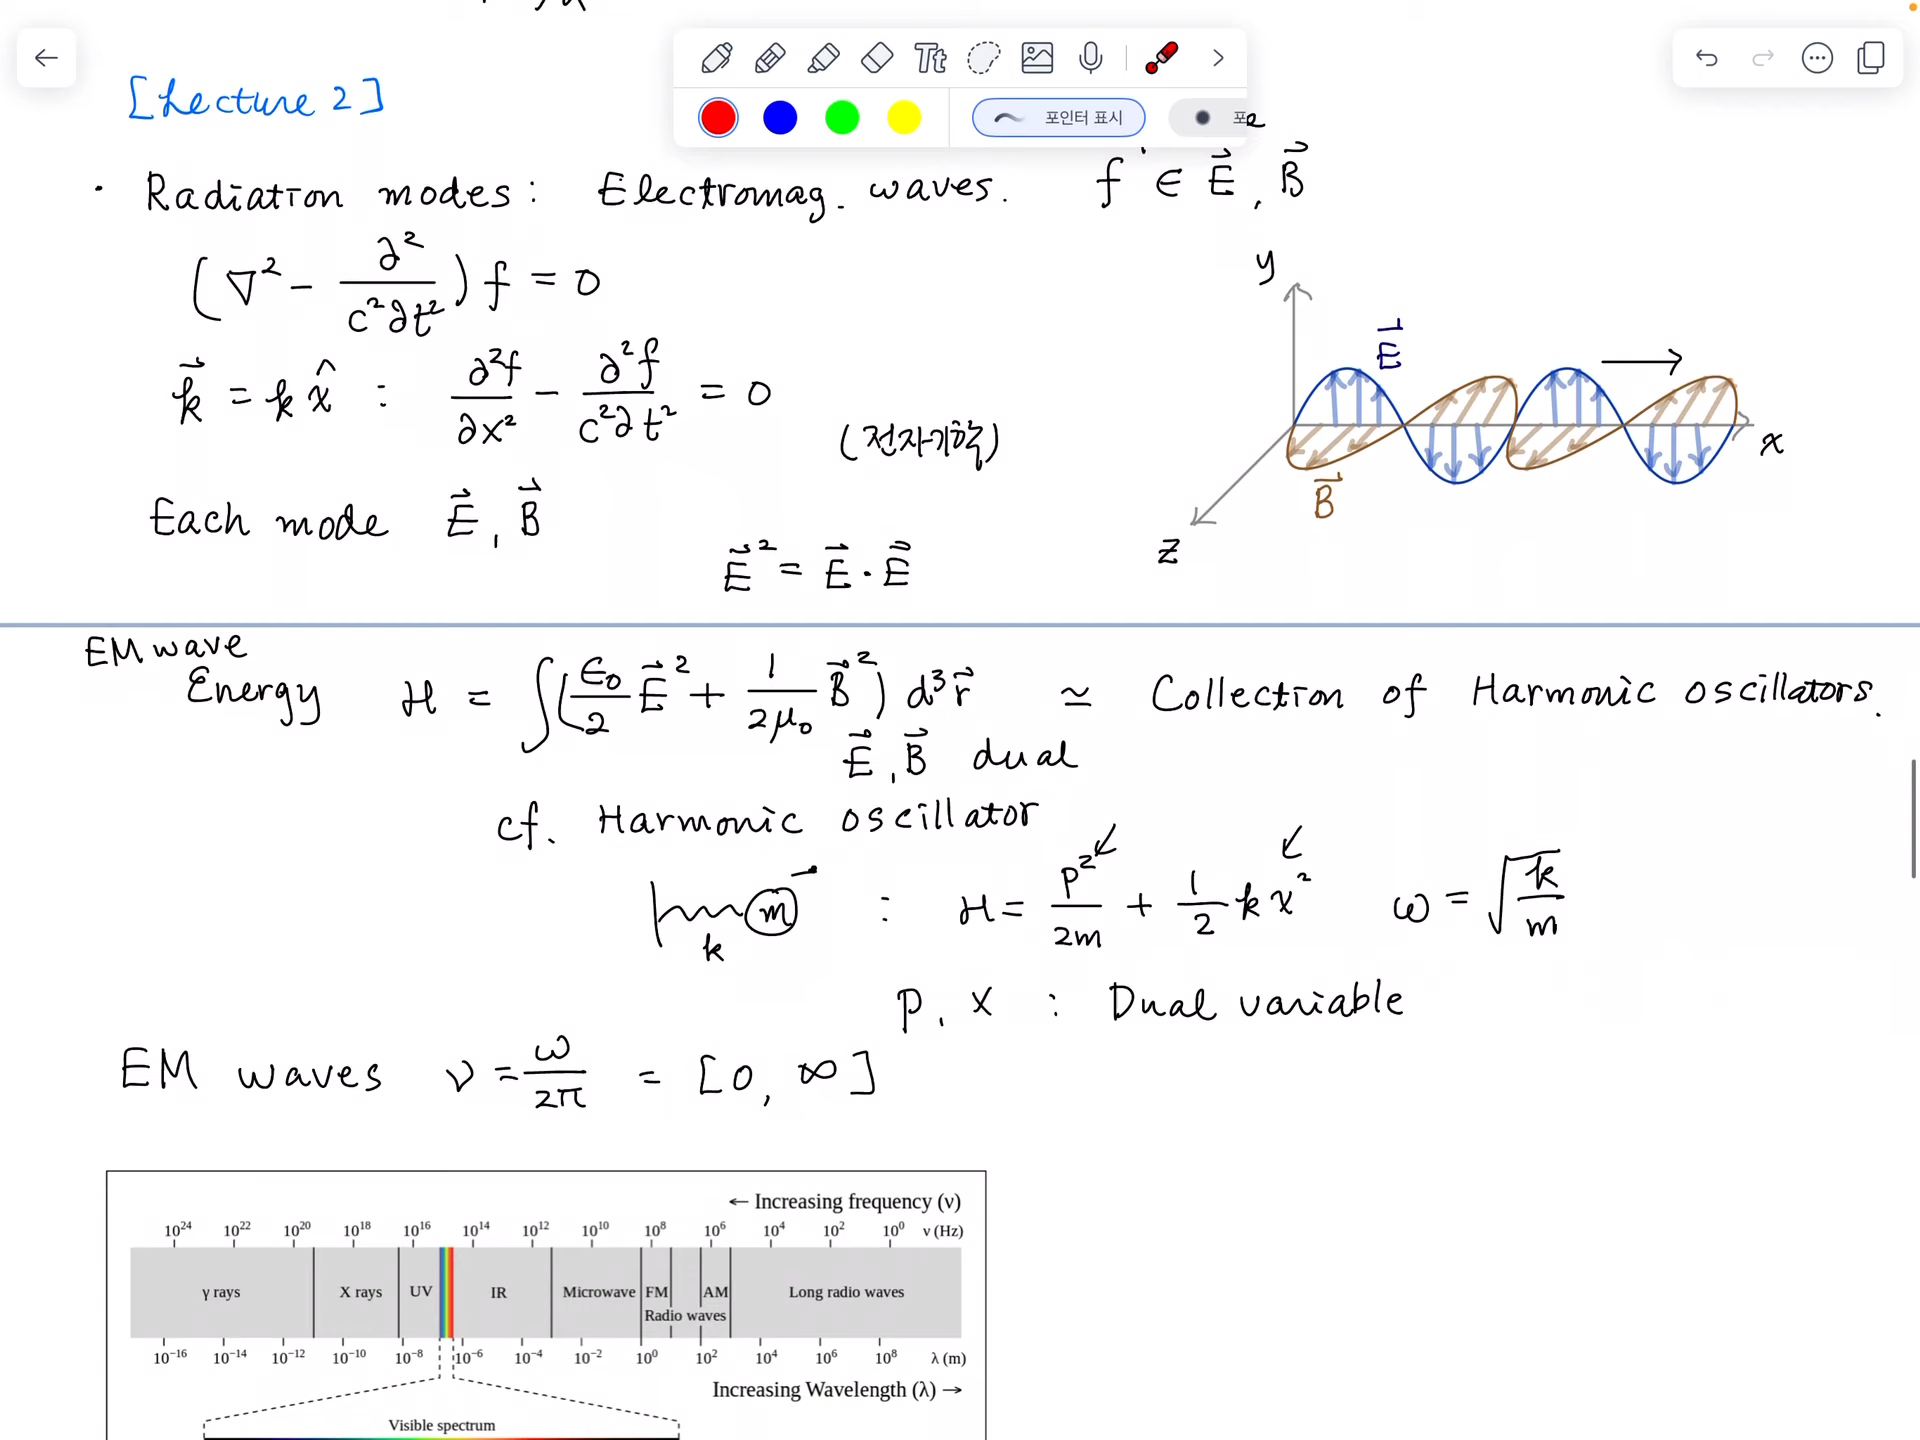 [Lecture 2]
포인터 표시
· Radiation modes : Electromag. waves. f ∈ E⃗, B⃗
(∇² − ∂²/c²∂t²) f = 0
y
E⃗
k⃗ = k x̂ : ∂²f/∂x² − ∂²f/c²∂t² = 0
(전자기학)
x
B⃗
z
Each mode E⃗, B⃗
E⃗² = E⃗ · E⃗
EM wave
Energy H = ∫(ε₀/2 E⃗² + 1/2μ₀ B⃗²) d³r⃗ ≃ Collection of Harmonic oscillators.
E⃗, B⃗ dual
cf. Harmonic oscillator
k m : H = p²/2m + 1/2 k x² ω = √(k/m)
p, x : Dual variable
EM waves ν = ω/2π = [0, ∞]
← Increasing frequency (ν)
10²⁴ 10²² 10²⁰ 10¹⁸ 10¹⁶ 10¹⁴ 10¹² 10¹⁰ 10⁸ 10⁶ 10⁴ 10² 10⁰ ν (Hz)
γ rays X rays UV IR Microwave FM AM Long radio waves
Radio waves
10⁻¹⁶ 10⁻¹⁴ 10⁻¹² 10⁻¹⁰ 10⁻⁸ 10⁻⁶ 10⁻⁴ 10⁻² 10⁰ 10² 10⁴ 10⁶ 10⁸ λ (m)
Increasing Wavelength (λ) →
Visible spectrum